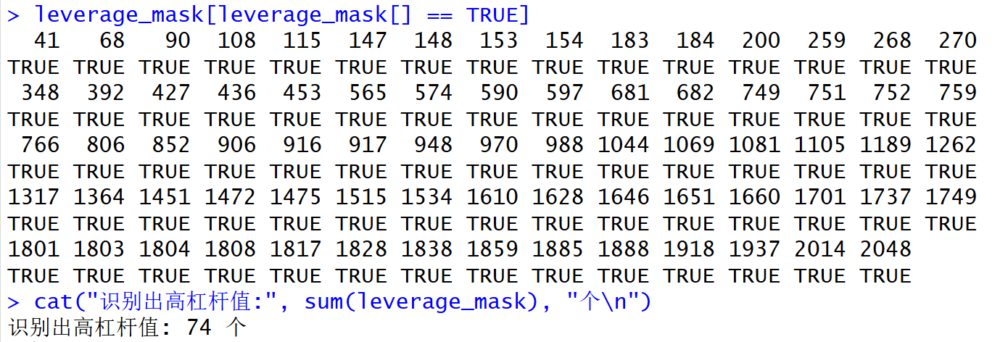 > leverage_mask[leverage_mask[] == TRUE]
41 68 90 108 115 147 148 153 154 183 184 200 259 268 270
TRUE TRUE TRUE TRUE TRUE TRUE TRUE TRUE TRUE TRUE TRUE TRUE TRUE TRUE TRUE
348 392 427 436 453 565 574 590 597 681 682 749 751 752 759
TRUE TRUE TRUE TRUE TRUE TRUE TRUE TRUE TRUE TRUE TRUE TRUE TRUE TRUE TRUE
766 806 852 906 916 917 948 970 988 1044 1069 1081 1105 1189 1262
TRUE TRUE TRUE TRUE TRUE TRUE TRUE TRUE TRUE TRUE TRUE TRUE TRUE TRUE TRUE
1317 1364 1451 1472 1475 1515 1534 1610 1628 1646 1651 1660 1701 1737 1749
TRUE TRUE TRUE TRUE TRUE TRUE TRUE TRUE TRUE TRUE TRUE TRUE TRUE TRUE TRUE
1801 1803 1804 1808 1817 1828 1838 1859 1885 1888 1918 1937 2014 2048
TRUE TRUE TRUE TRUE TRUE TRUE TRUE TRUE TRUE TRUE TRUE TRUE TRUE TRUE
> cat("识别出高杠杆值:", sum(leverage_mask), "个\n")
识别出高杠杆值: 74 个